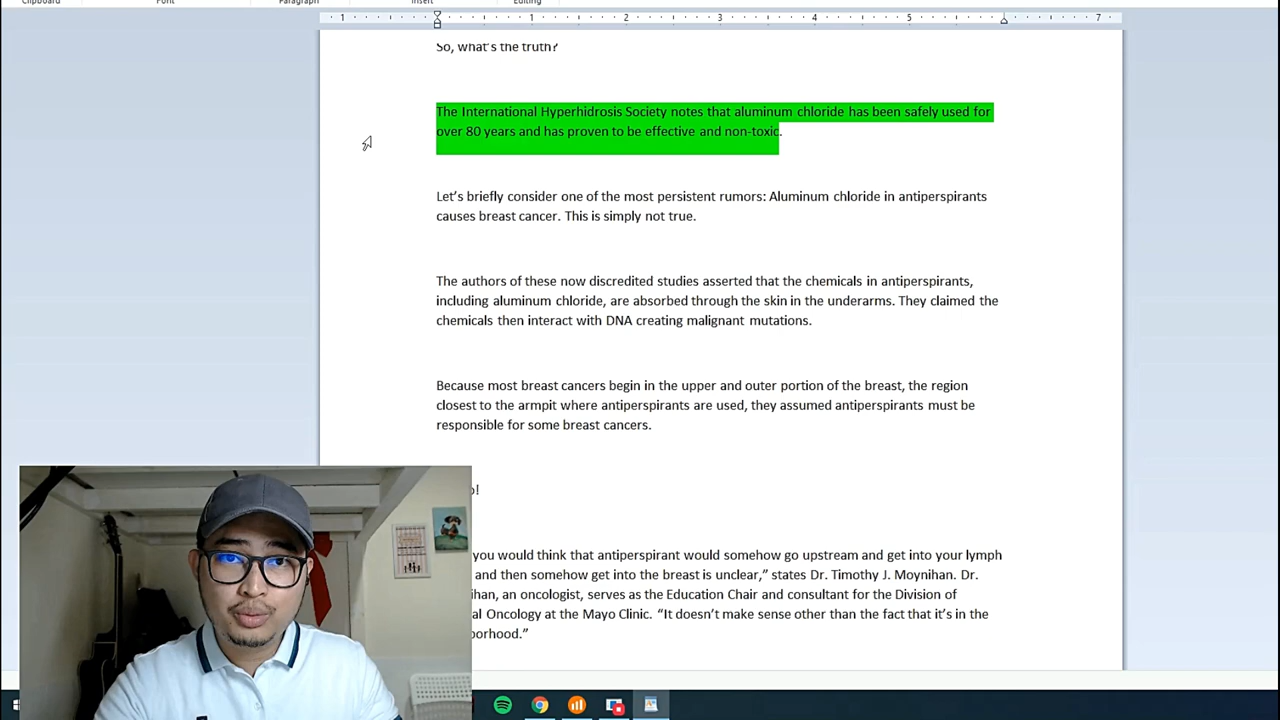 Clipboard
Font
Paragraph
Insert
Editing
1 1 2 3 4 5 7
So, what's the truth?
The International Hyperhidrosis Society notes that aluminum chloride has been safely used for
over 80 years and has proven to be effective and non-toxic.
Let's briefly consider one of the most persistent rumors: Aluminum chloride in antiperspirants
causes breast cancer. This is simply not true.
The authors of these now discredited studies asserted that the chemicals in antiperspirants,
including aluminum chloride, are absorbed through the skin in the underarms. They claimed the
chemicals then interact with DNA creating malignant mutations.
Because most breast cancers begin in the upper and outer portion of the breast, the region
closest to the armpit where antiperspirants are used, they assumed antiperspirants must be
responsible for some breast cancers.
o!
you would think that antiperspirant would somehow go upstream and get into your lymph
and then somehow get into the breast is unclear,” states Dr. Timothy J. Moynihan. Dr.
ihan, an oncologist, serves as the Education Chair and consultant for the Division of
al Oncology at the Mayo Clinic. “It doesn't make sense other than the fact that it's in the
borhood.”